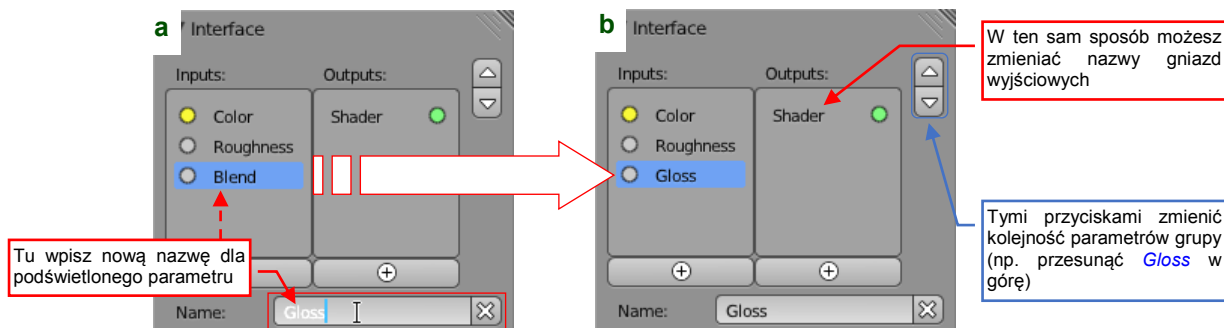 a
Interface
Inputs:
Outputs:
Color
Shader
Roughness
Blend
Tu wpisz nową nazwę dla
podświetlonego parametru
Name:
Gloss
b
Interface
Inputs:
Outputs:
Color
Shader
Roughness
Gloss
Name:
Gloss
W ten sam sposób możesz
zmieniać nazwy gniazd
wyjściowych
Tymi przyciskami zmienić
kolejność parametrów grupy
(np. przesunąć Gloss w
górę)